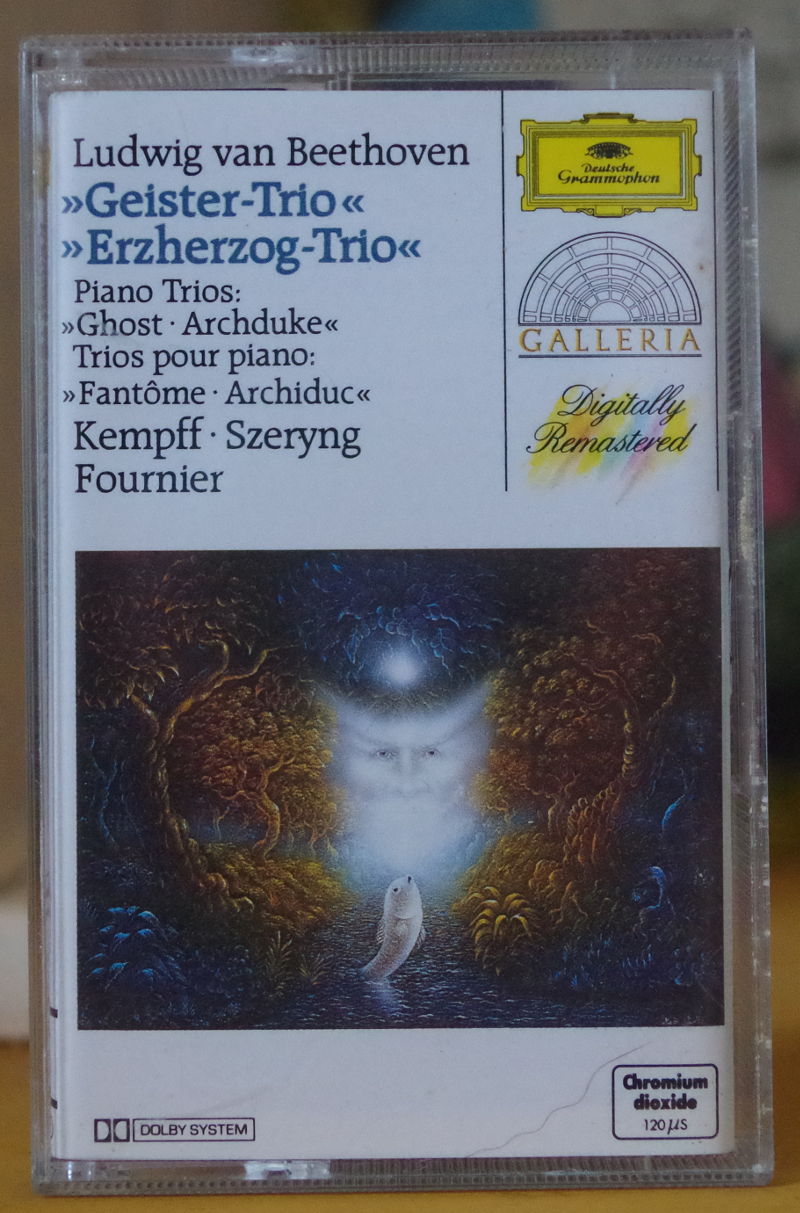 Ludwig van Beethoven
»Geister-Trio«
»Erzherzog-Trio«
Piano Trios:
»Ghost · Archduke«
Trios pour piano:
»Fantôme · Archiduc«
Kempff · Szeryng
Fournier
Deutsche
Grammophon
GALLERIA
Digitally
Remastered
DOLBY SYSTEM
Chromium
dioxide
120 µs